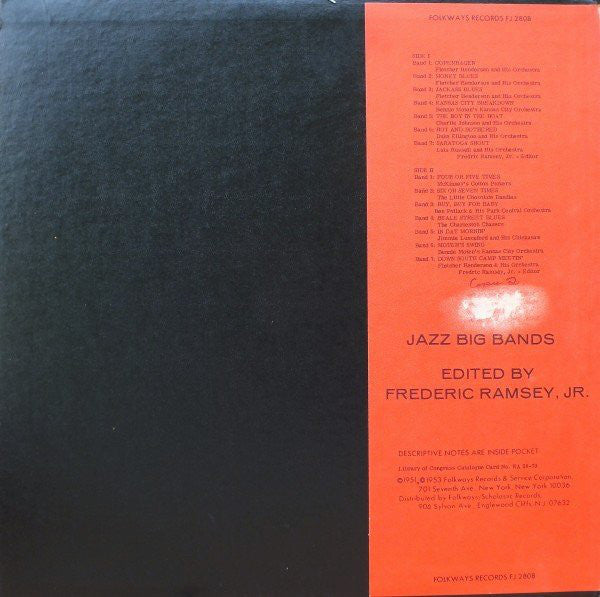 FOLKWAYS RECORDS FJ 2808
SIDE I
Band 1: COPENHAGEN
Fletcher Henderson and His Orchestra
Band 2: MONEY BLUES
Fletcher Henderson and His Orchestra
Band 3: JACKASS BLUES
Fletcher Henderson and His Orchestra
Band 4: KANSAS CITY BREAKDOWN
Bennie Moten's Kansas City Orchestra
Band 5: THE BOY IN THE BOAT
Charlie Johnson and His Orchestra
Band 6: HOT AND BOTHERED
Duke Ellington and His Orchestra
Band 7: SARATOGA SHOUT
Luis Russell and His Orchestra
Frederic Ramsey, Jr. - Editor
SIDE II
Band 1: FOUR OR FIVE TIMES
McKinney's Cotton Pickers
Band 2: SIX OR SEVEN TIMES
The Little Chocolate Dandies
Band 3: BUY, BUY FOR BABY
Ben Pollack & His Park Central Orchestra
Band 4: BEALE STREET BLUES
The Charleston Chasers
Band 5: IN DAT MORNIN'
Jimmie Lunceford and His
Band 6: MOTEN'S SWING
Bennie Moten's Kansas City Orchestra
Band 7: DOWN SOUTH CAMP MEETIN'
Fletcher Henderson & His Orchestra
Frederic Ramsey, Jr. - Editor
JAZZ BIG BANDS
EDITED BY
FREDERIC RAMSEY, JR.
DESCRIPTIVE NOTES ARE INSIDE POCKET
Library of Congress Catalogue Card No. RA
©1951, ©1953 Folkways Records & Service Corporation,
701 Seventh Ave. New York, New York 10036
Distributed by Folkways/Scholastic Records,
906 Sylvan Ave., Englewood Cliffs, N.J. 07632
FOLKWAYS RECORDS FJ 2808